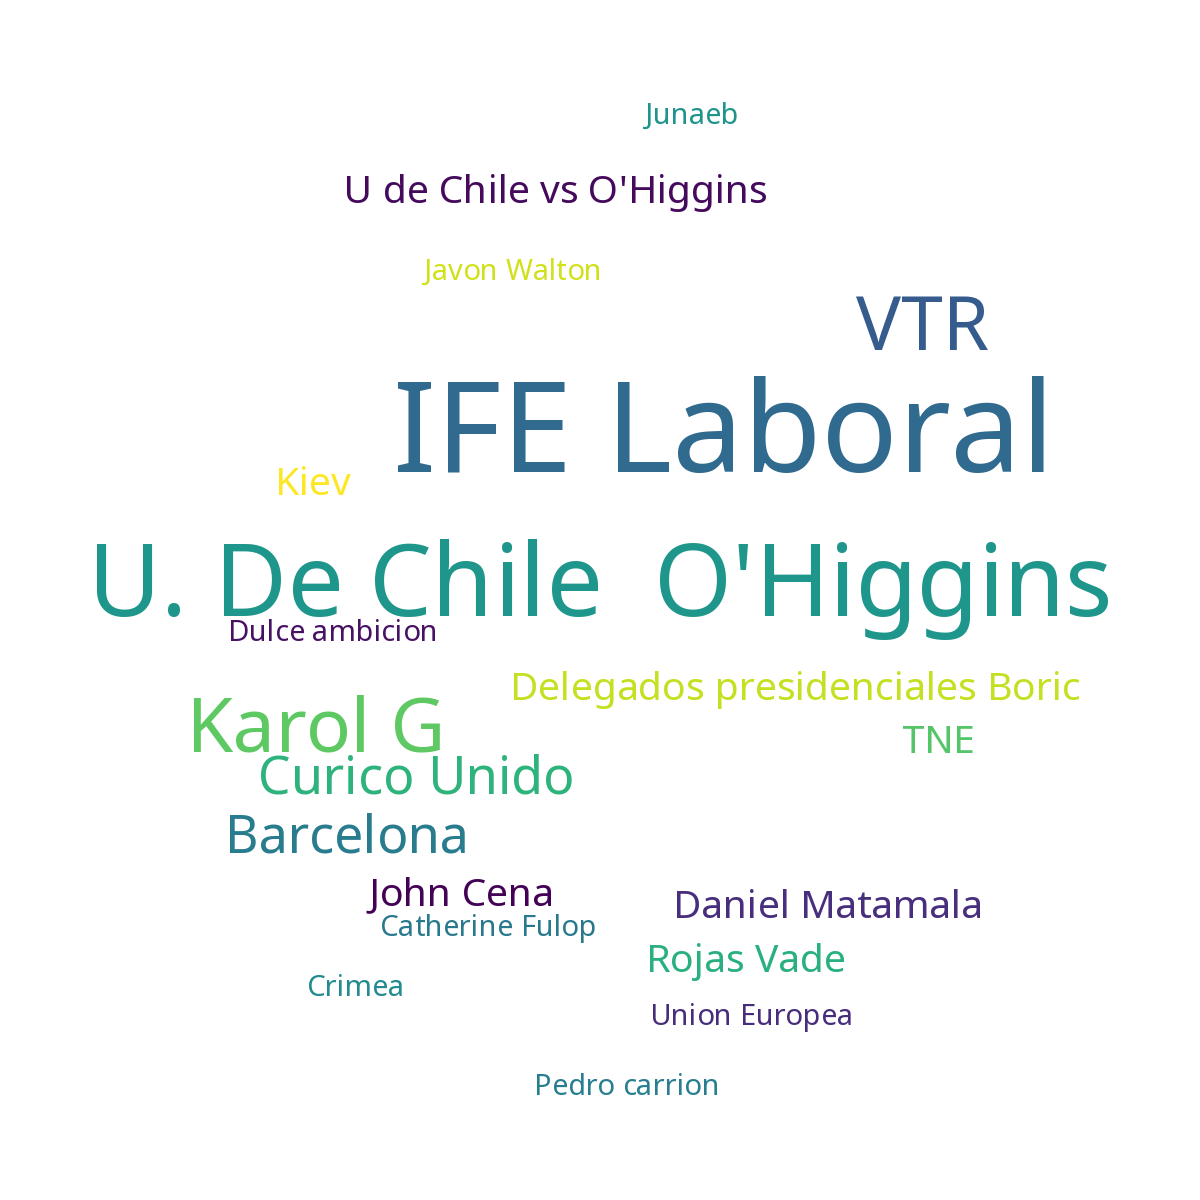 Junaeb
U de Chile vs O'Higgins
Javon Walton
VTR
IFE Laboral
Kiev
U. De Chile  O'Higgins
Dulce ambicion
Delegados presidenciales Boric
Karol G
TNE
Curico Unido
Barcelona
John Cena
Daniel Matamala
Catherine Fulop
Rojas Vade
Crimea
Union Europea
Pedro carrion